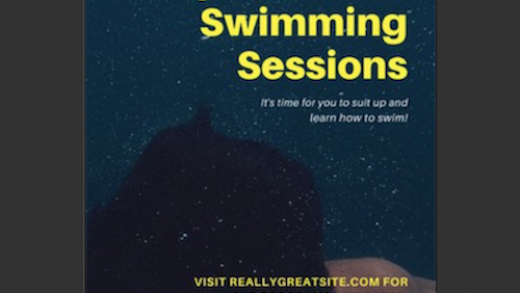 Swimming
Sessions
It's time for you to suit up and
learn how to swim!
VISIT REALLYGREATSITE.COM FOR